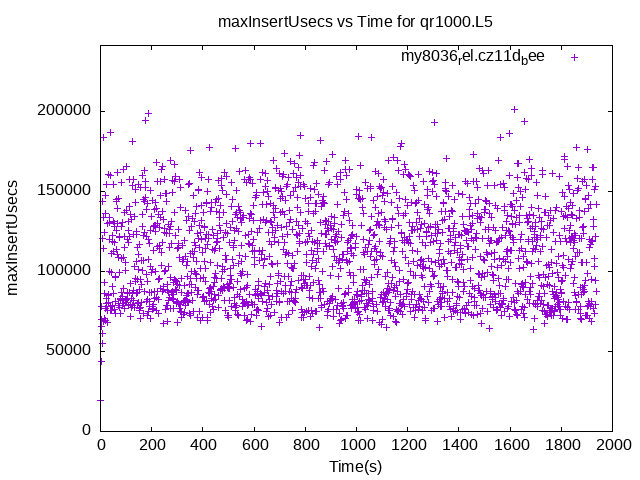 maxInsertUsecs vs Time for qr1000.L5
my8036rel.cz11dbee
200000
150000
100000
50000
0
maxInsertUsecs
0 200 400 600 800 1000 1200 1400 1600 1800 2000
Time(s)